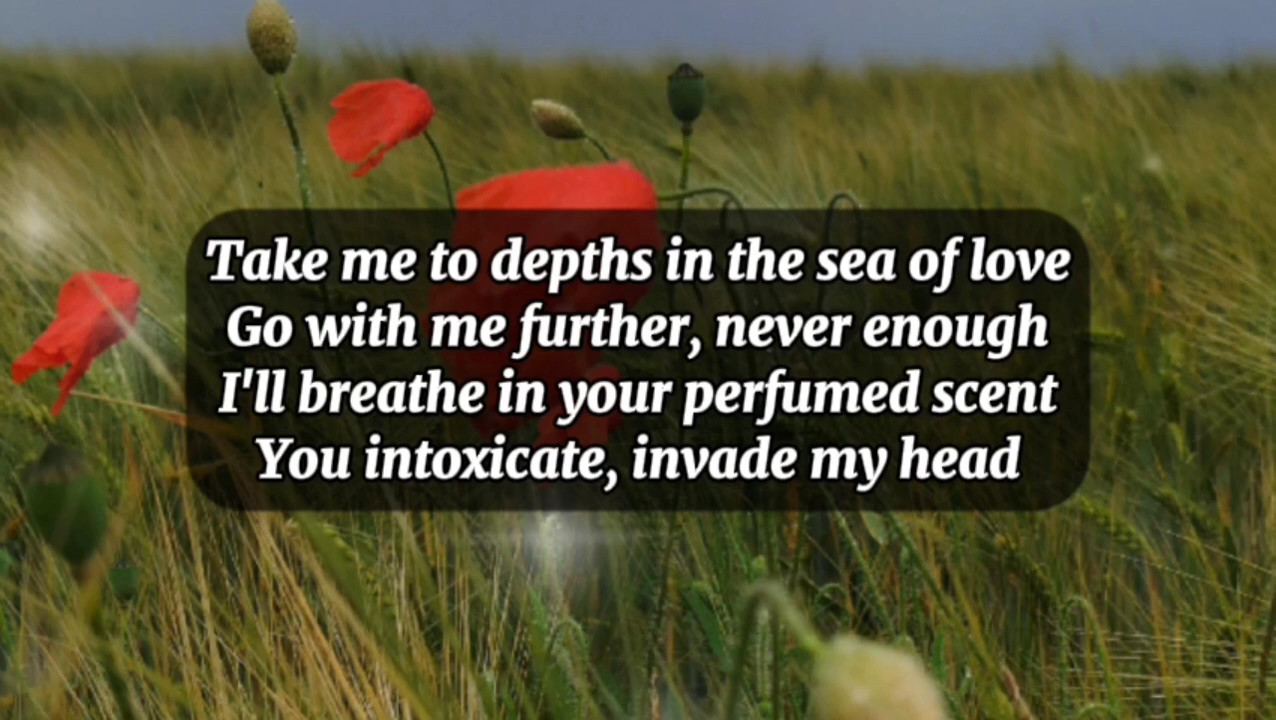 Take me to depths in the sea of love
Go with me further, never enough
I'll breathe in your perfumed scent
You intoxicate, invade my head